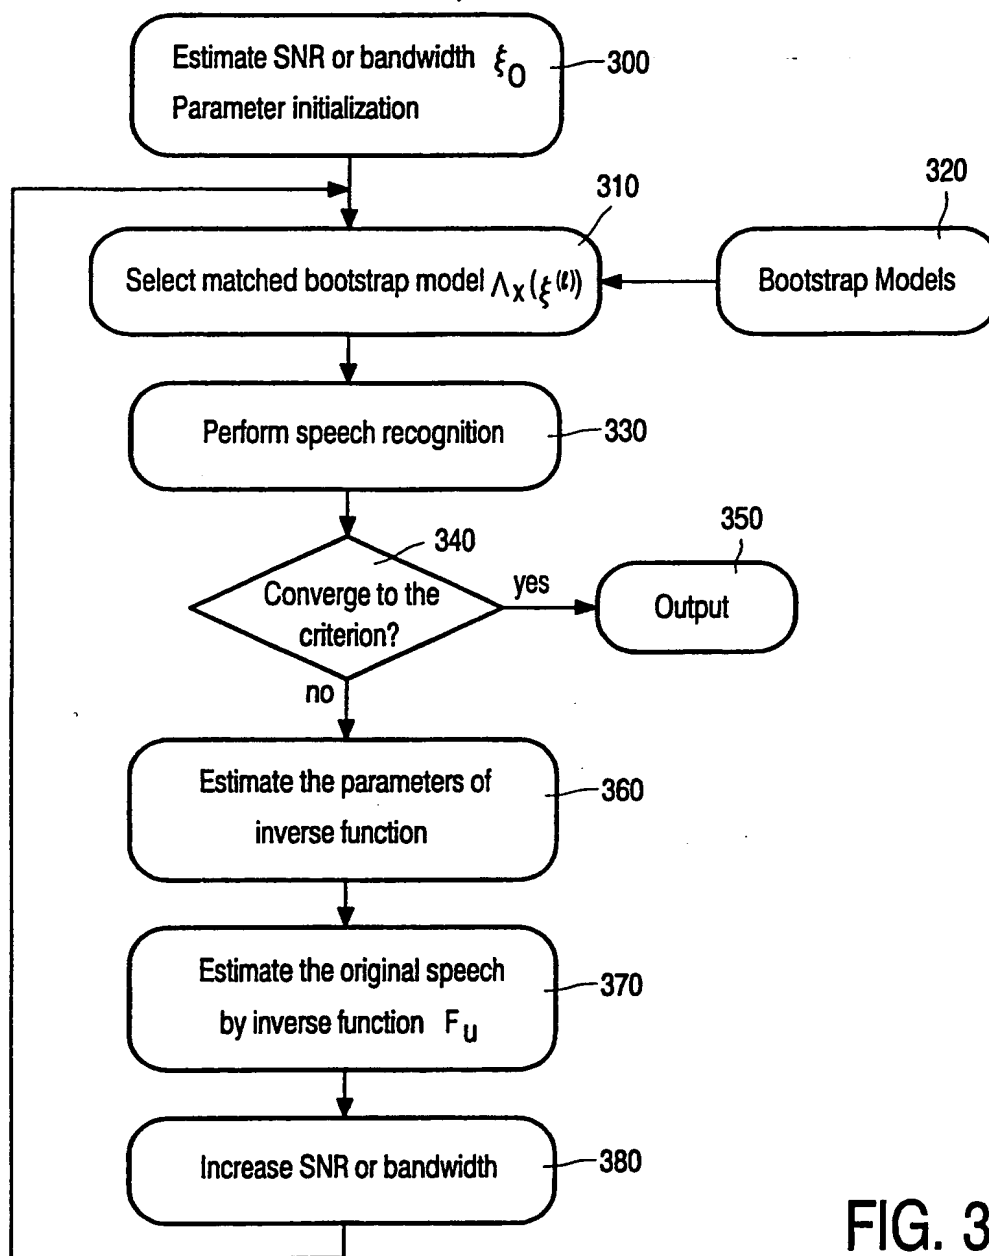 Estimate SNR or bandwidth ξ0
Parameter initialization
300
310
320
Select matched bootstrap model Λx(ξ(ℓ))
Bootstrap Models
Perform speech recognition
330
340
350
Converge to the
criterion?
yes
Output
no
Estimate the parameters of
inverse function
360
Estimate the original speech
by inverse function Fu
370
Increase SNR or bandwidth
380
FIG. 3